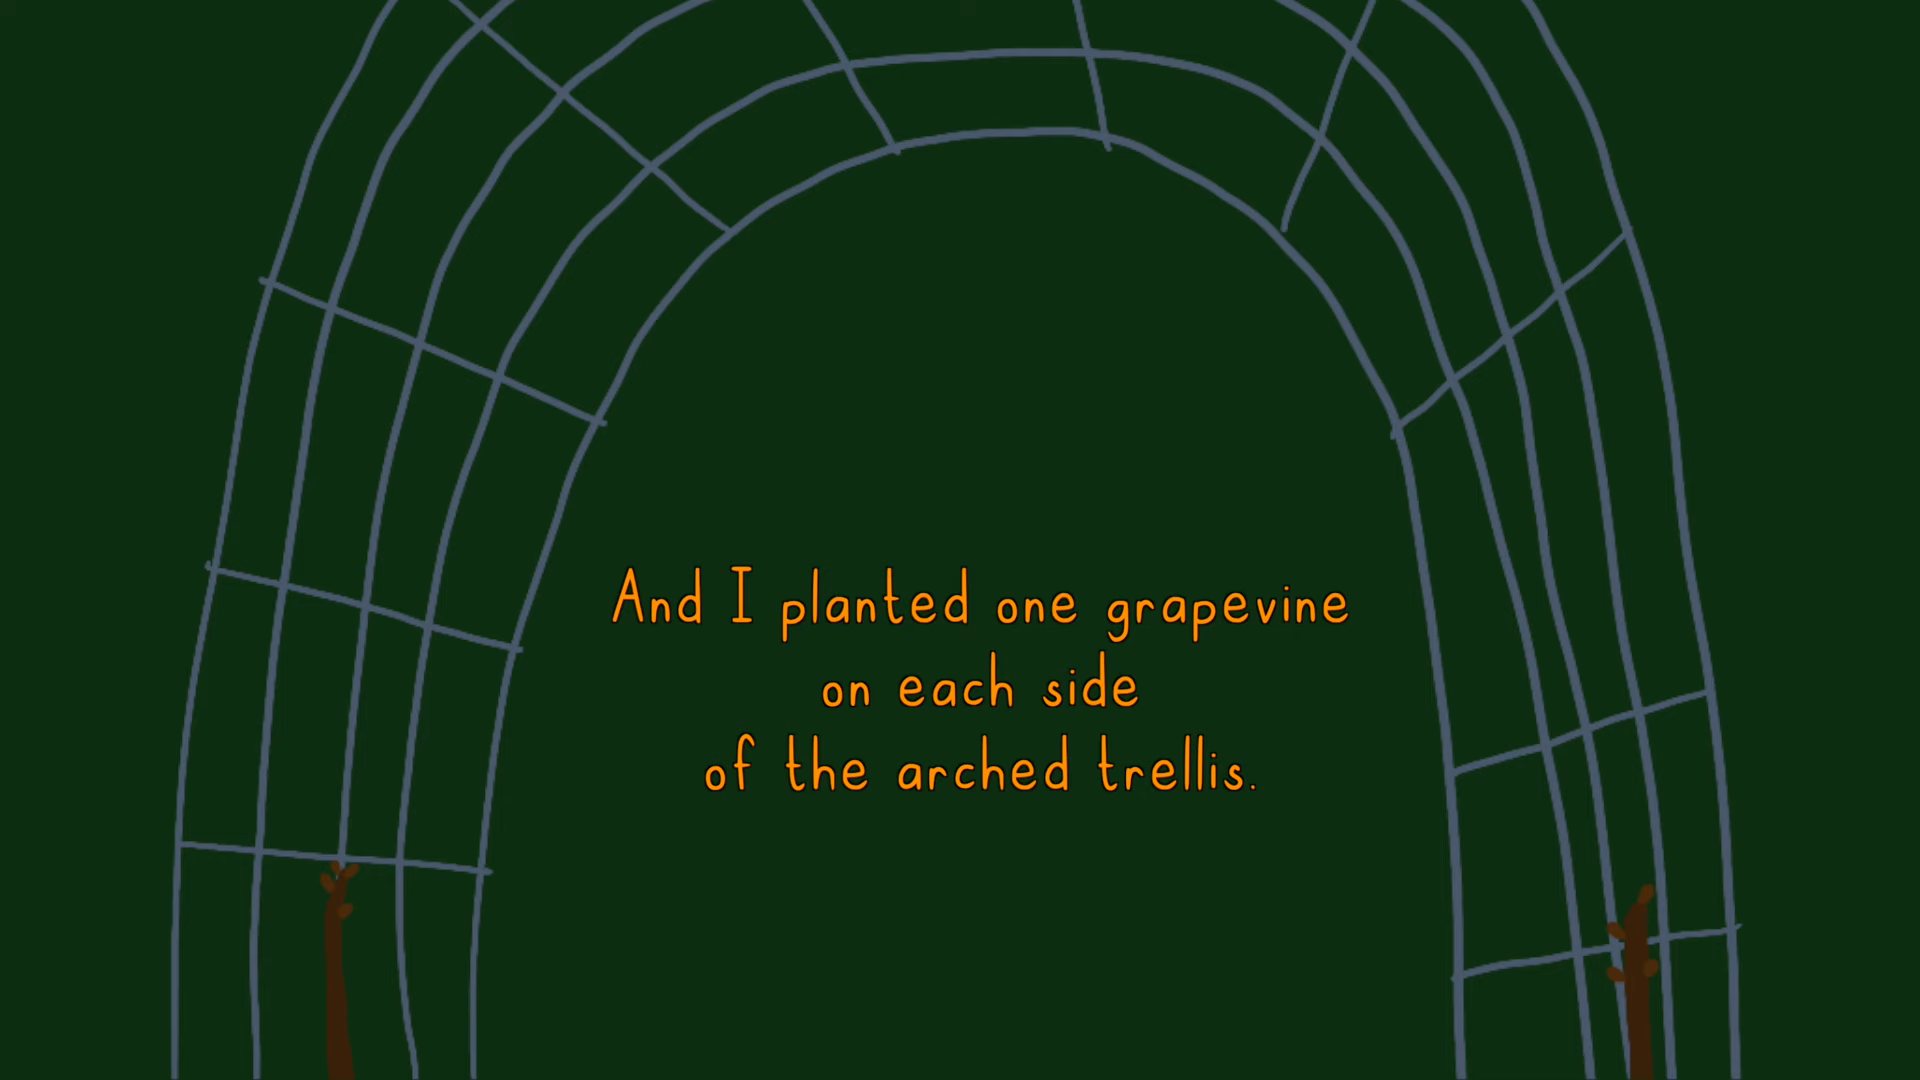 And I planted one grapevine
on each side
of the arched trellis.